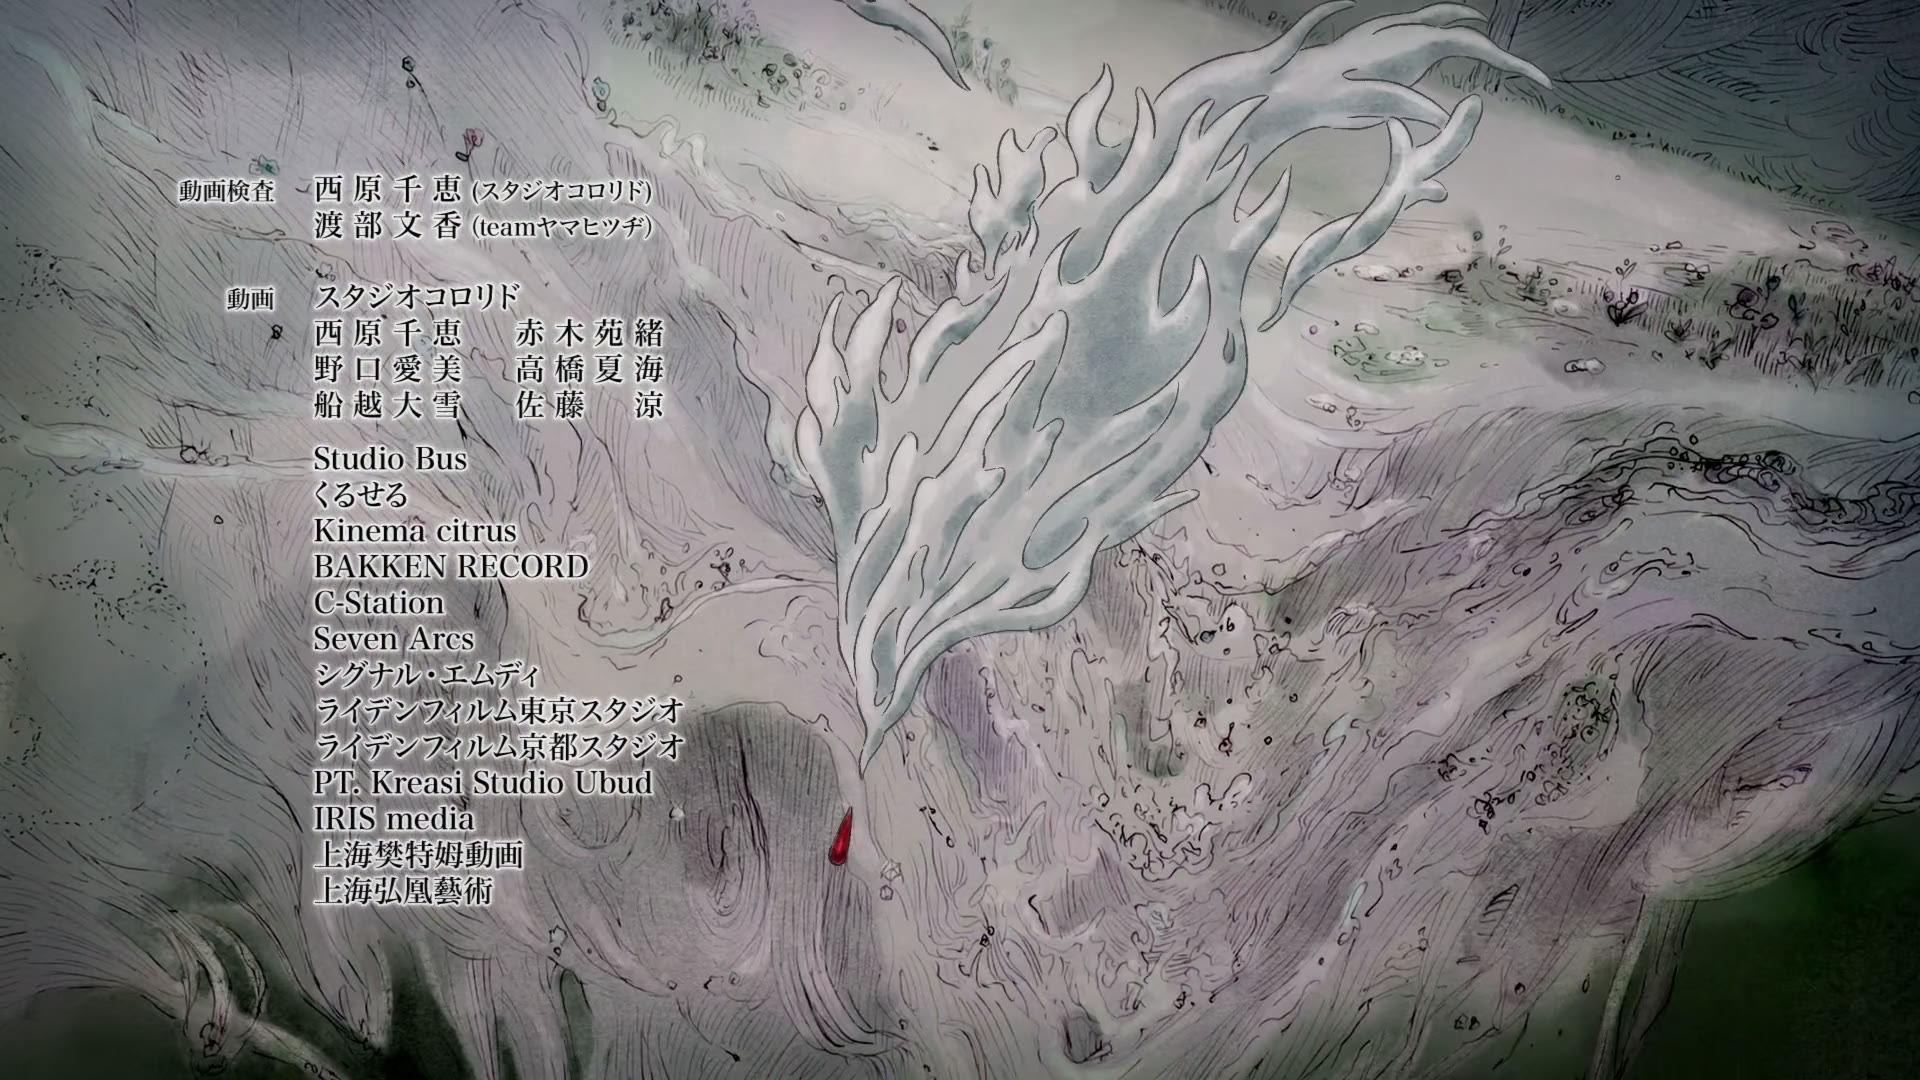 動画検査 西原千恵 (スタジオコロリド)
渡部文香 (teamヤマヒツヂ)
動画 スタジオコロリド
西原千恵 赤木苑緒
野口愛美 高橋夏海
船越大雪 佐藤涼
Studio Bus
くるせる
Kinema citrus
BAKKEN RECORD
C-Station
Seven Arcs
シグナル・エムディ
ライデンフィルム東京スタジオ
ライデンフィルム京都スタジオ
PT. Kreasi Studio Ubud
IRIS media
上海樊特姆動画
上海弘凰藝術